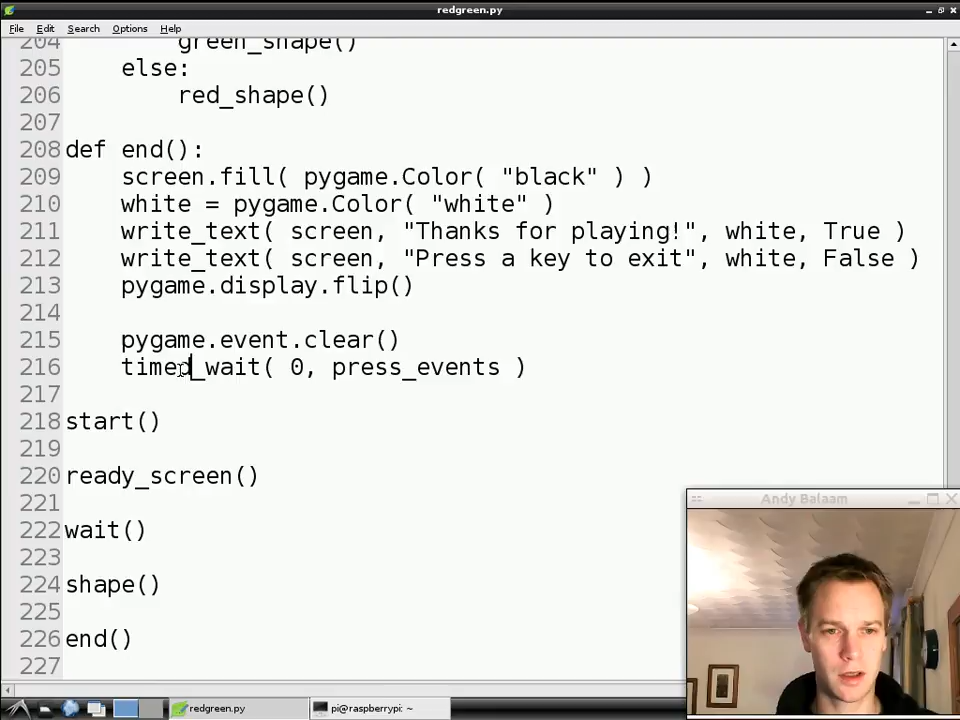 redgreen.py
File Edit Search Options Help
204 green_shape()
205 else:
206 red_shape()
207
208 def end():
209 screen.fill( pygame.Color( "black" ) )
210 white = pygame.Color( "white" )
211 write_text( screen, "Thanks for playing!", white, True )
212 write_text( screen, "Press a key to exit", white, False )
213 pygame.display.flip()
214
215 pygame.event.clear()
216 timed_wait( 0, press_events )
217
218 start()
219
220 ready_screen()
221
222 wait()
223
224 shape()
225
226 end()
227
Andy Balaam
redgreen.py pi@raspberrypi: ~